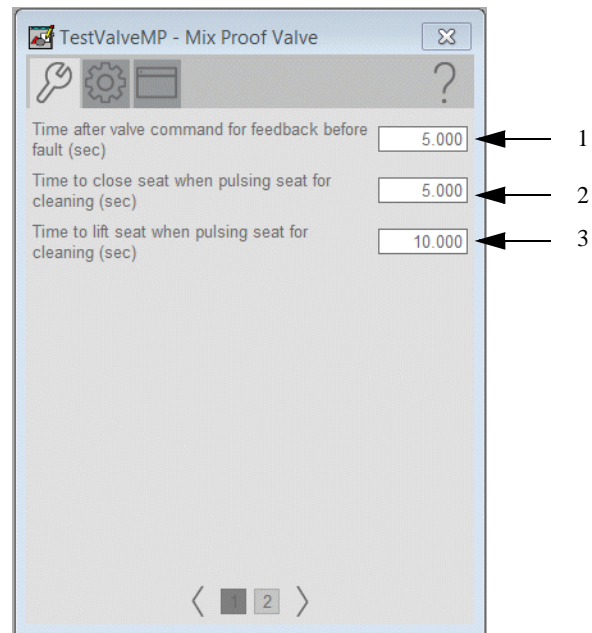 TestValveMP - Mix Proof Valve
?
Time after valve command for feedback before
fault (sec)
5.000
1
Time to close seat when pulsing seat for
cleaning (sec)
5.000
2
Time to lift seat when pulsing seat for
cleaning (sec)
10.000
3
1 2